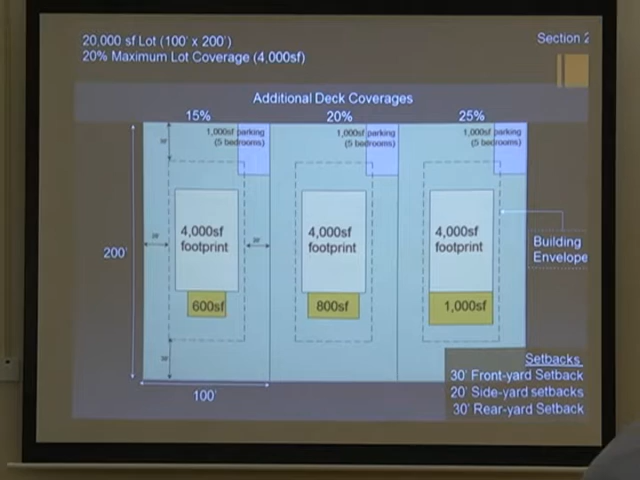 20,000 sf Lot (100' x 200')
20% Maximum Lot Coverage (4,000sf)
Section 2
Additional Deck Coverages
15%
20%
25%
1,000sf parking
(5 bedrooms)
1,000sf parking
(5 bedrooms)
1,000sf parking
(5 bedrooms)
200'
4,000sf
footprint
4,000sf
footprint
4,000sf
footprint
Building
Envelope
600sf
800sf
1,000sf
100'
Setbacks
30' Front-yard Setback
20' Side-yard setbacks
30' Rear-yard Setback